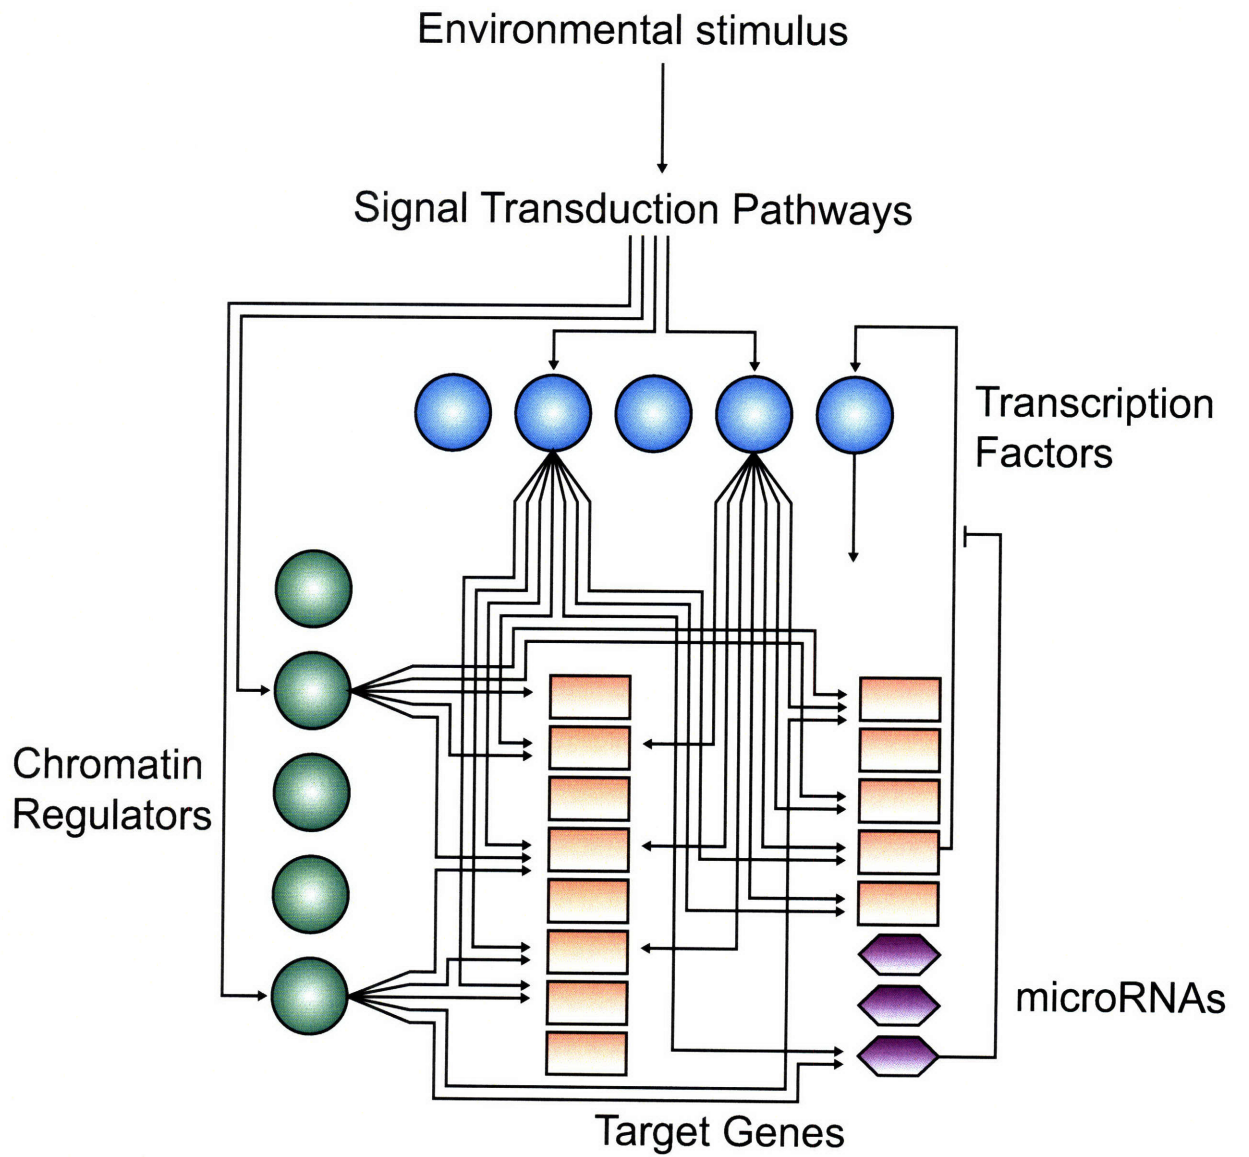 Environmental stimulus
Signal Transduction Pathways
Transcription
Factors
Chromatin
Regulators
microRNAs
Target Genes